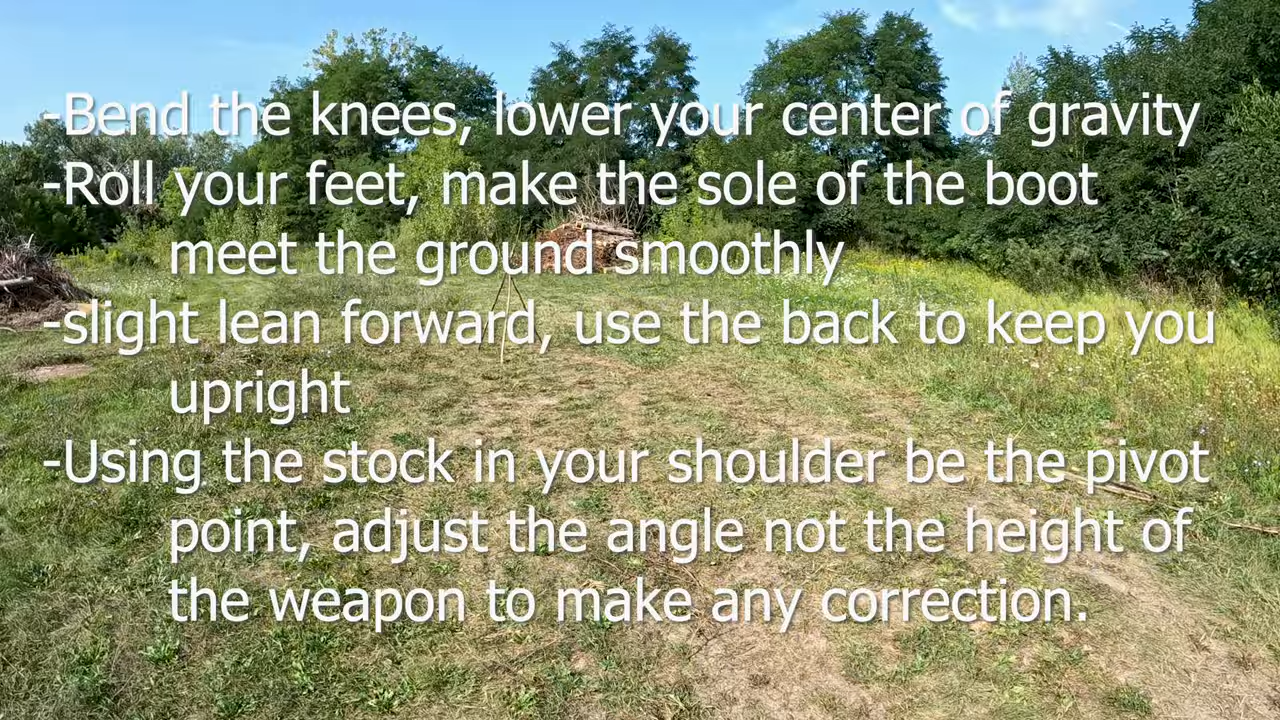 -Bend the knees, lower your center of gravity
-Roll your feet, make the sole of the boot
meet the ground smoothly
-slight lean forward, use the back to keep you
upright
-Using the stock in your shoulder be the pivot
point, adjust the angle not the height of
the weapon to make any correction.